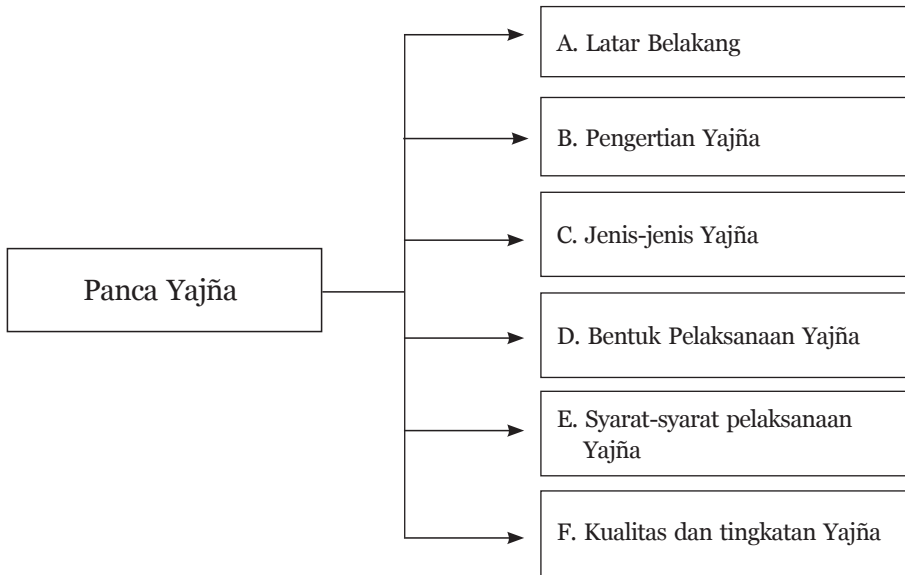 Panca Yajña
A. Latar Belakang
B. Pengertian Yajña
C. Jenis-jenis Yajña
D. Bentuk Pelaksanaan Yajña
E. Syarat-syarat pelaksanaan
Yajña
F. Kualitas dan tingkatan Yajña